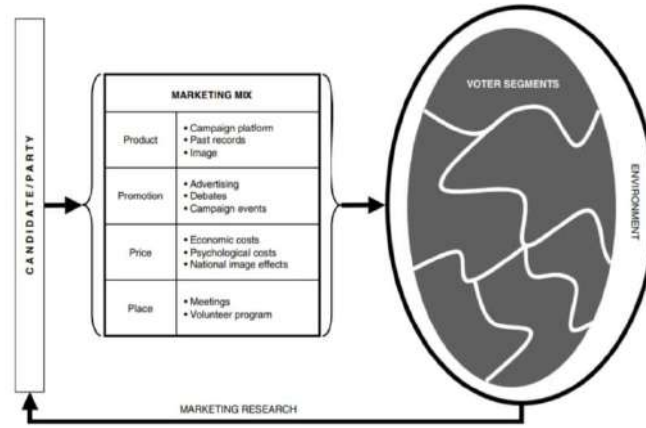 CANDIDATE/PARTY
MARKETING MIX
Product
• Campaign platform
• Past records
• Image
Promotion
• Advertising
• Debates
• Campaign events
Price
• Economic costs
• Psychological costs
• National image effects
Place
• Meetings
• Volunteer program
VOTER SEGMENTS
ENVIRONMENT
MARKETING RESEARCH